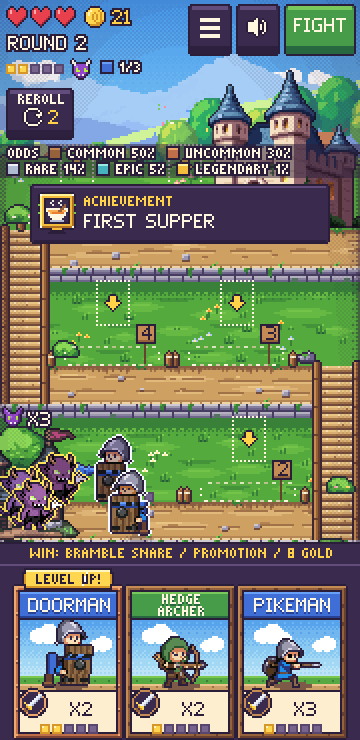 21
FIGHT
ROUND 2
1/3
REROLL
2
ODDS COMMON 50% UNCOMMON 30%
RARE 14% EPIC 5% LEGENDARY 1%
ACHIEVEMENT
FIRST SUPPER
4
3
X3
2
WIN: BRAMBLE SNARE / PROMOTION / 8 GOLD
LEVEL UP!
DOORMAN
HEDGE
ARCHER
PIKEMAN
X2
X2
X3